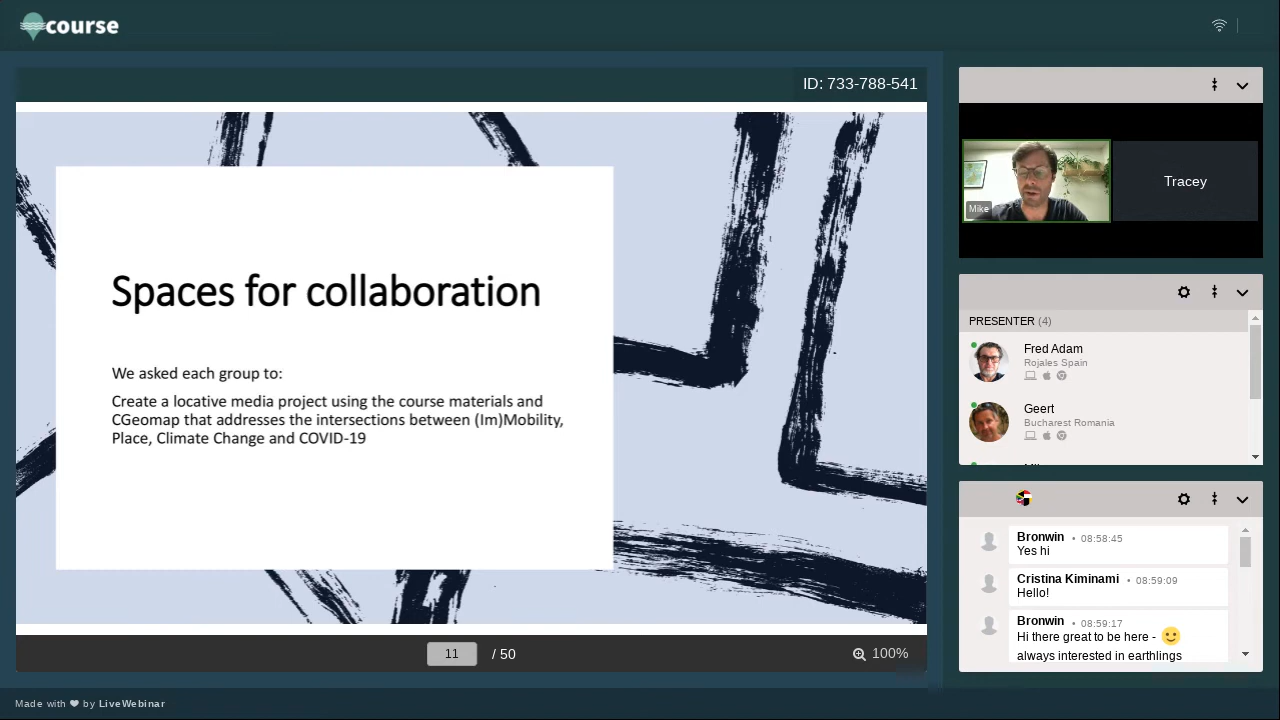 course
ID: 733-788-541
Spaces for collaboration
We asked each group to:
Create a locative media project using the course materials and
CGeomap that addresses the intersections between (Im)Mobility,
Place, Climate Change and COVID-19
11 / 50
100%
Mike
Tracey
PRESENTER (4)
Fred Adam
Rojales Spain
Geert
Bucharest Romania
Bronwin • 08:58:45
Yes hi
Cristina Kiminami • 08:59:09
Hello!
Bronwin • 08:59:17
Hi there great to be here - 🙂
always interested in earthlings
Made with ❤ by LiveWebinar